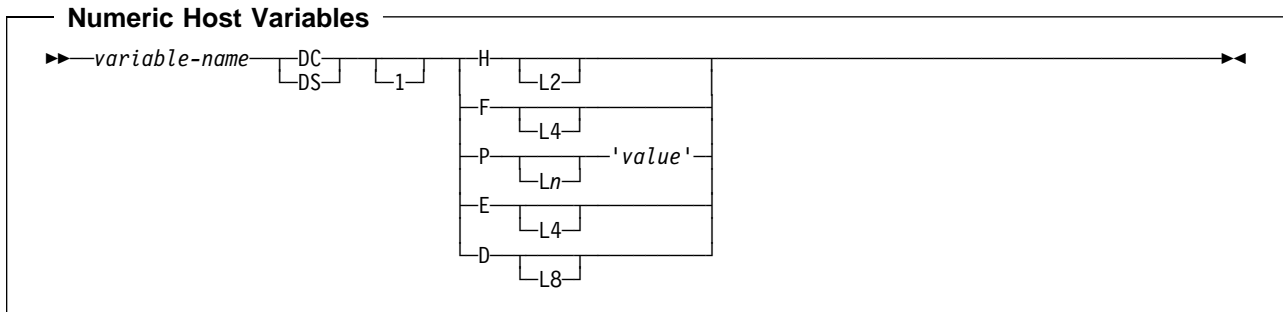 Numeric Host Variables
variable-name DC H
DS 1 L2
F
L4
P 'value'
Ln
E
L4
D
L8